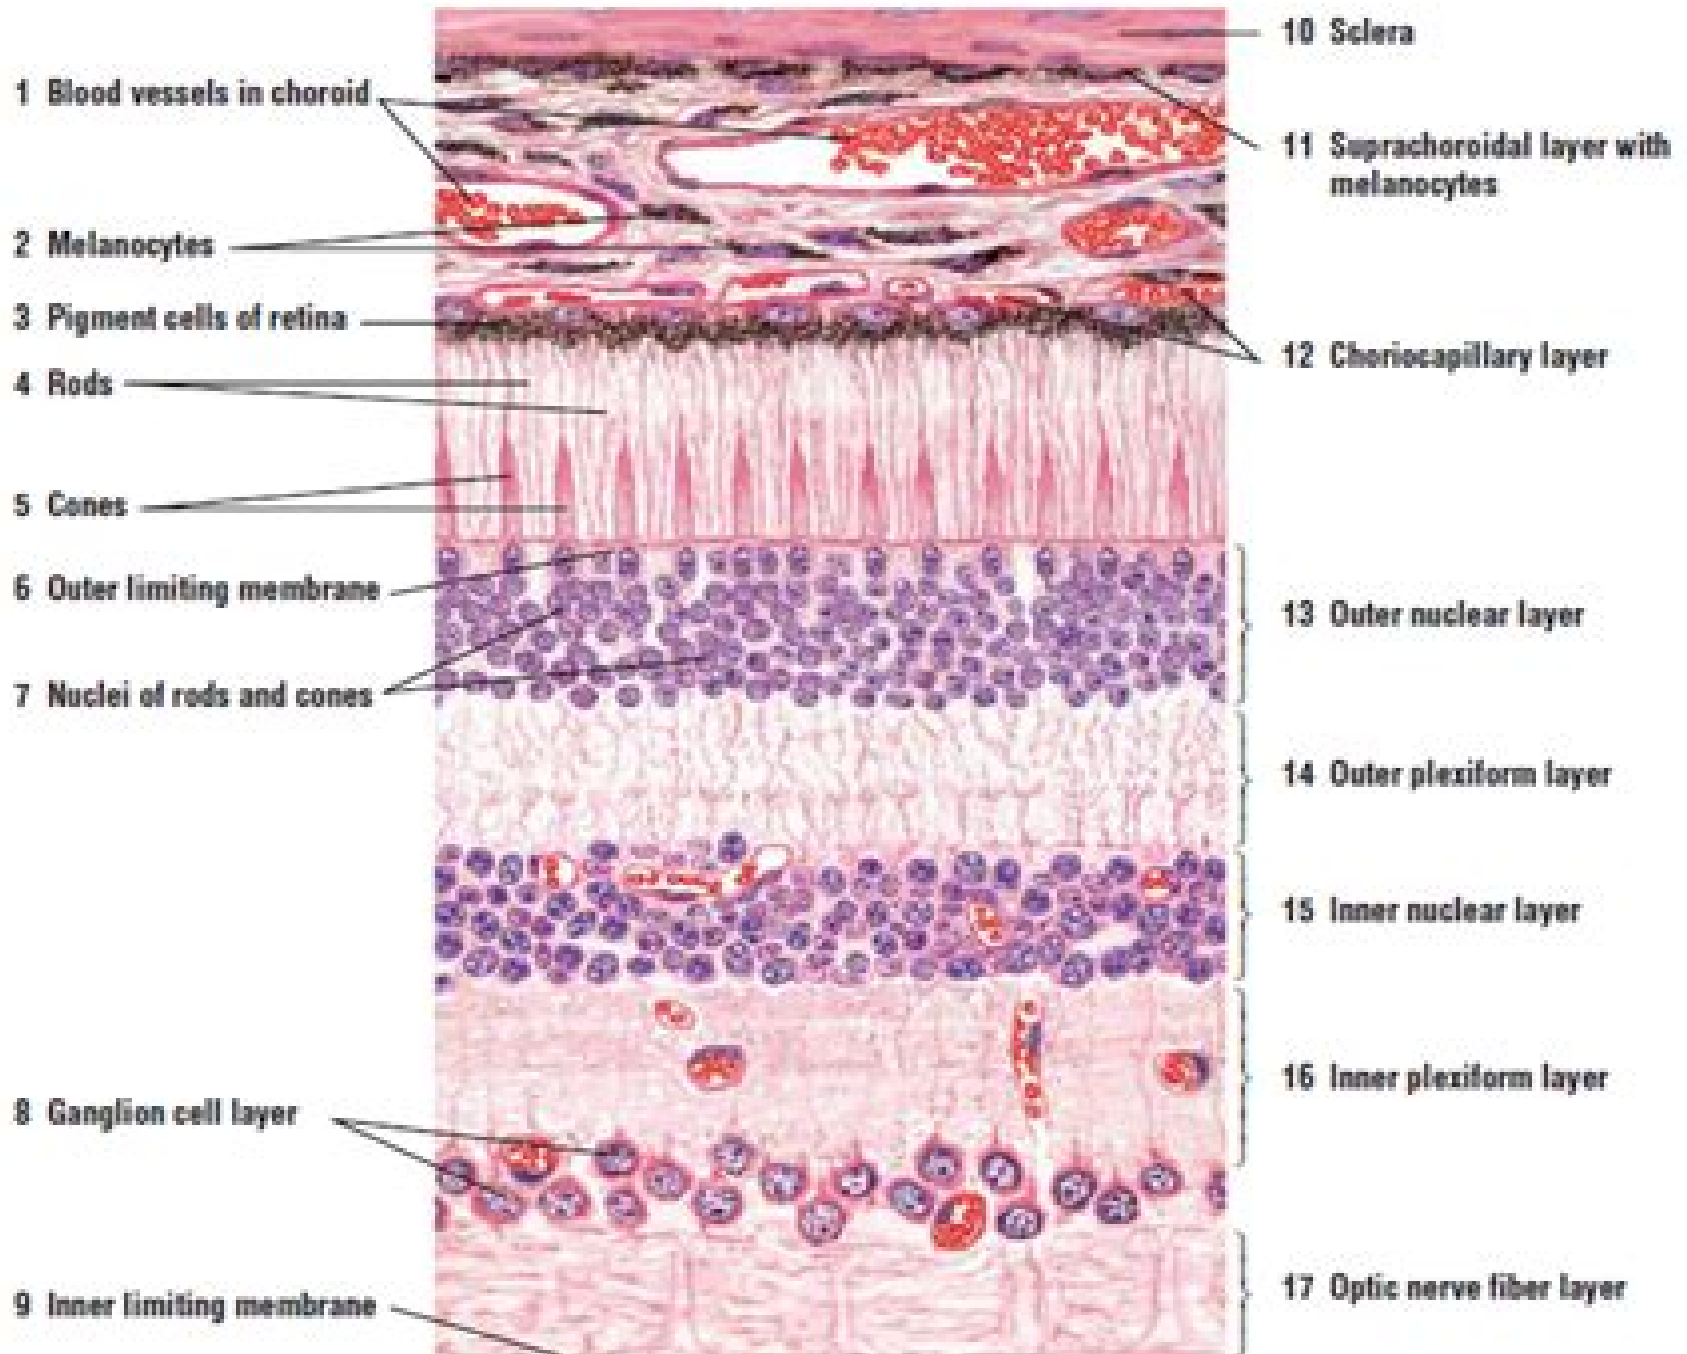 1 Blood vessels in choroid
2 Melanocytes
3 Pigment cells of retina
4 Rods
5 Cones
6 Outer limiting membrane
7 Nuclei of rods and cones
8 Ganglion cell layer
9 Inner limiting membrane
10 Sclera
11 Suprachoroidal layer with
melanocytes
12 Choriocapillary layer
13 Outer nuclear layer
14 Outer plexiform layer
15 Inner nuclear layer
16 Inner plexiform layer
17 Optic nerve fiber layer